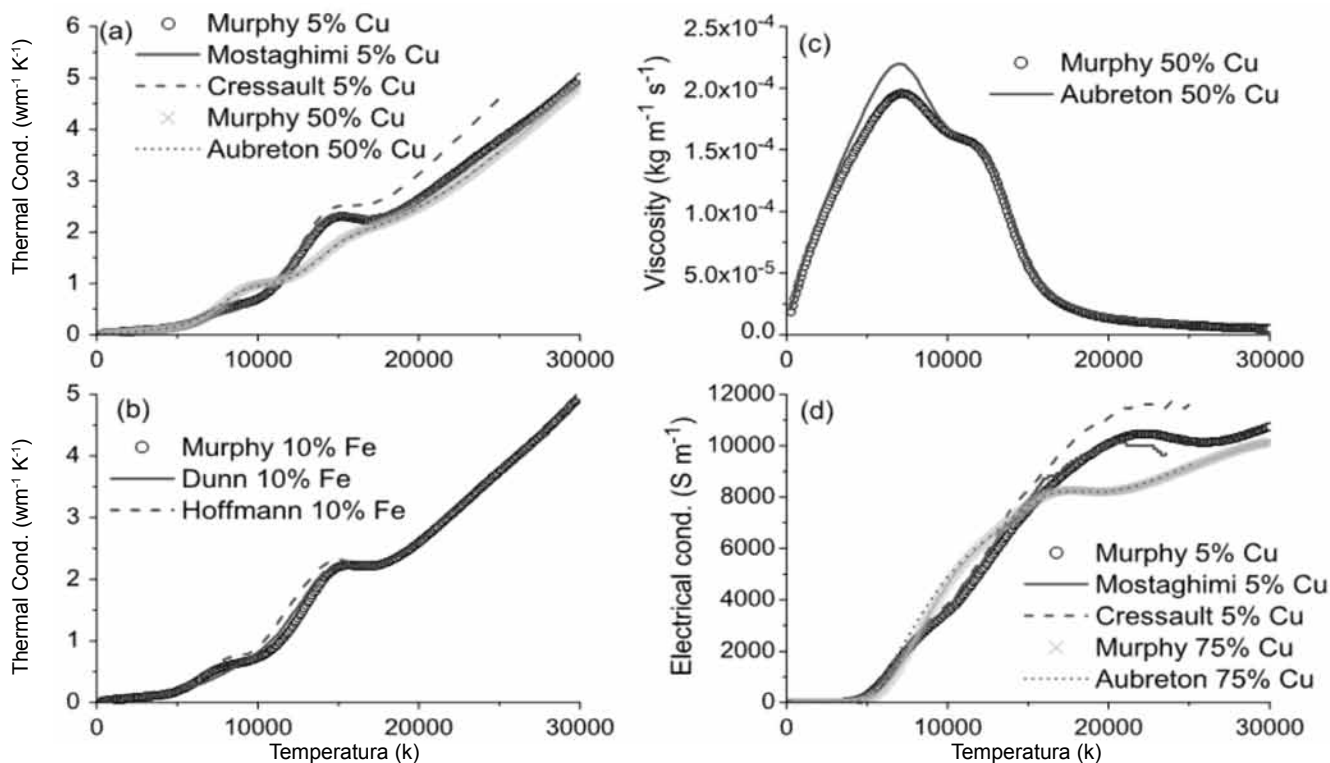 (a)
Murphy 5% Cu
Mostaghimi 5% Cu
Cressault 5% Cu
Murphy 50% Cu
Aubreton 50% Cu
Thermal Cond. (wm⁻¹ K⁻¹)
6
5
4
3
2
1
0
0 10000 20000 30000
(c)
Murphy 50% Cu
Aubreton 50% Cu
Viscosity (kg m⁻¹ s⁻¹)
2.5x10⁻⁴
2.0x10⁻⁴
1.5x10⁻⁴
1.0x10⁻⁴
5.0x10⁻⁵
0.0
0 10000 20000 30000
(b)
Murphy 10% Fe
Dunn 10% Fe
Hoffmann 10% Fe
Thermal Cond. (wm⁻¹ K⁻¹)
5
4
3
2
1
0
0 10000 20000 30000
Temperatura (k)
(d)
Murphy 5% Cu
Mostaghimi 5% Cu
Cressault 5% Cu
Murphy 75% Cu
Aubreton 75% Cu
Electrical cond. (S m⁻¹)
12000
10000
8000
6000
4000
2000
0
0 10000 20000 30000
Temperatura (k)